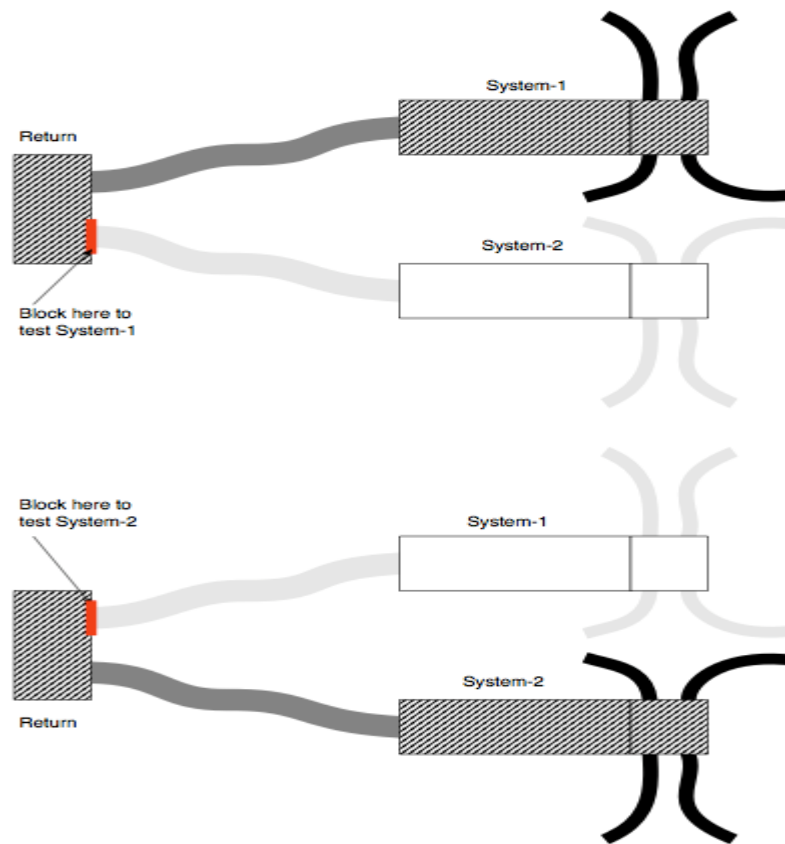 System-1
Return
System-2
Block here to
test System-1
Block here to
test System-2
System-1
System-2
Return